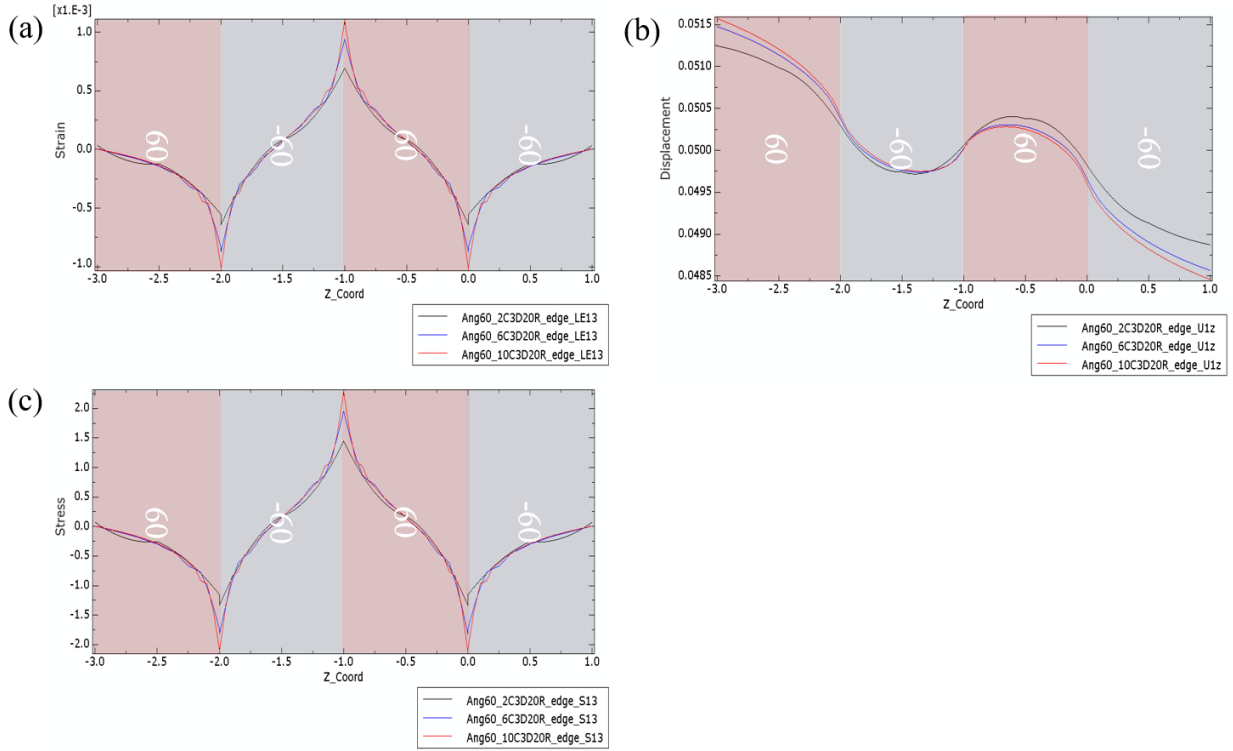 (a)
[x1.E-3]
1.0
0.5
0.0
-0.5
-1.0
Strain
60
-60
60
-60
-3.0 -2.5 -2.0 -1.5 -1.0 -0.5 0.0 0.5 1.0
Z_Coord
Ang60_2C3D20R_edge_LE13
Ang60_6C3D20R_edge_LE13
Ang60_10C3D20R_edge_LE13
(b)
0.0515
0.0510
0.0505
0.0500
0.0495
0.0490
0.0485
Displacement
60
-60
60
-60
-3.0 -2.5 -2.0 -1.5 -1.0 -0.5 0.0 0.5 1.0
Z_Coord
Ang60_2C3D20R_edge_U1z
Ang60_6C3D20R_edge_U1z
Ang60_10C3D20R_edge_U1z
(c)
2.0
1.5
1.0
0.5
0.0
-0.5
-1.0
-1.5
-2.0
Stress
60
-60
60
-60
-3.0 -2.5 -2.0 -1.5 -1.0 -0.5 0.0 0.5 1.0
Z_Coord
Ang60_2C3D20R_edge_S13
Ang60_6C3D20R_edge_S13
Ang60_10C3D20R_edge_S13